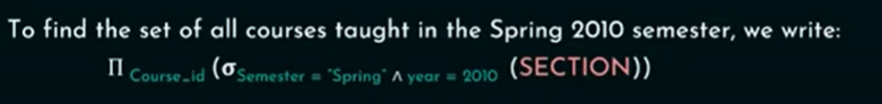 To find the set of all courses taught in the Spring 2010 semester, we write:
Π Course_id (σ Semester = "Spring" ∧ year = 2010 (SECTION))